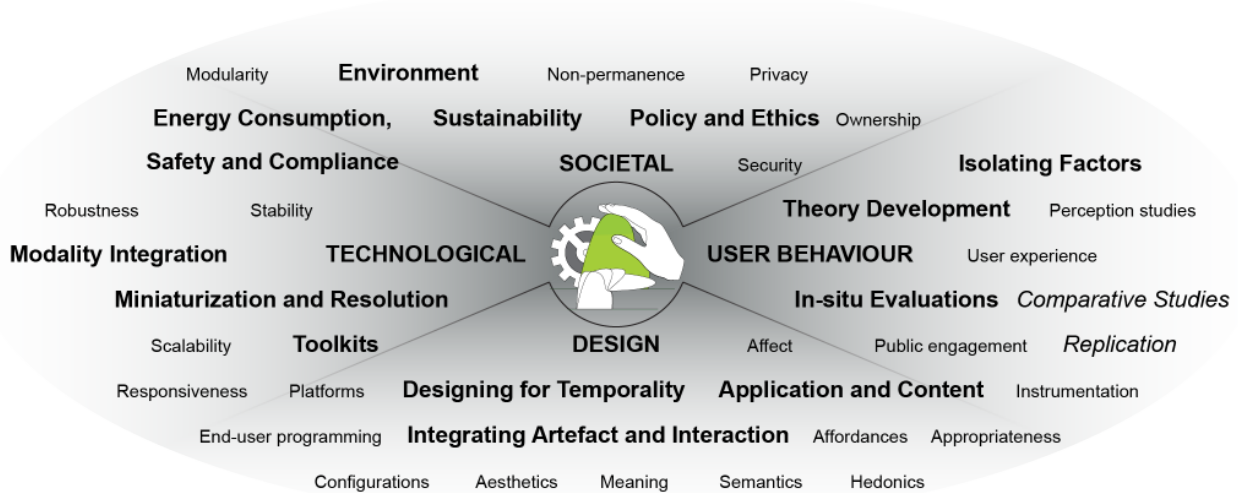 Modularity Environment Non-permanence Privacy
Energy Consumption, Sustainability Policy and Ethics Ownership
Safety and Compliance SOCIETAL Security Isolating Factors
Robustness Stability Theory Development Perception studies
Modality Integration TECHNOLOGICAL USER BEHAVIOUR User experience
Miniaturization and Resolution In-situ Evaluations Comparative Studies
Scalability Toolkits DESIGN Affect Public engagement Replication
Responsiveness Platforms Designing for Temporality Application and Content Instrumentation
End-user programming Integrating Artefact and Interaction Affordances Appropriateness
Configurations Aesthetics Meaning Semantics Hedonics